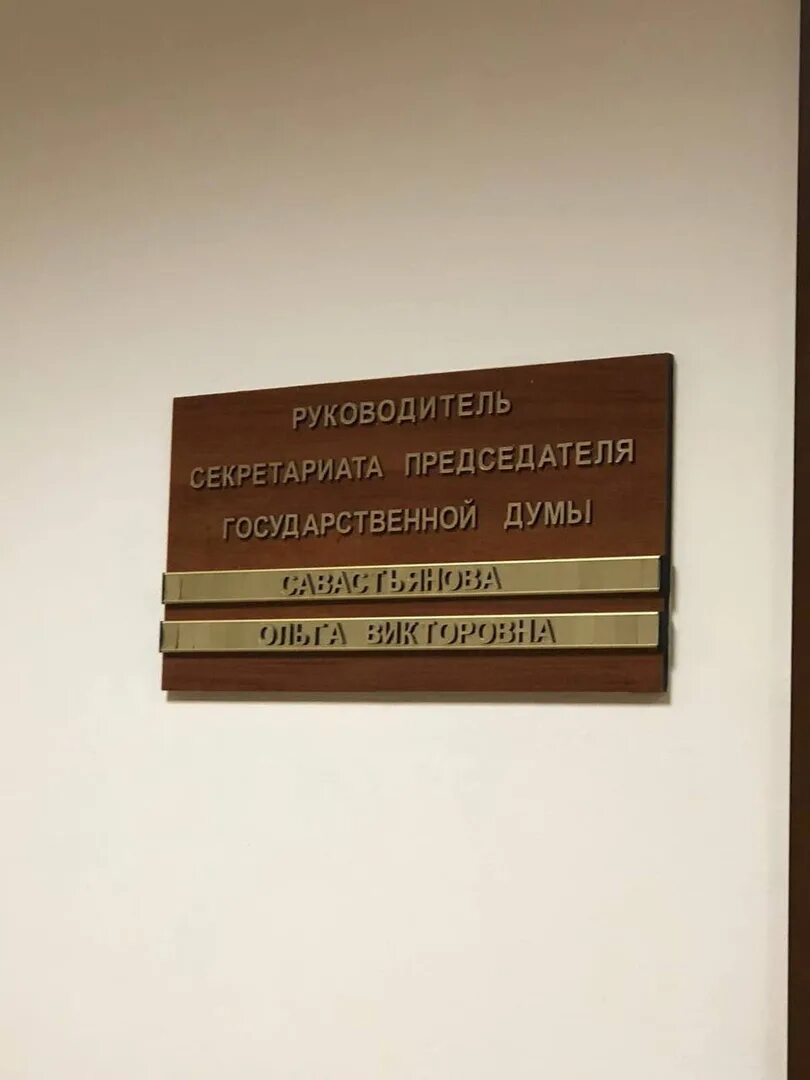 РУКОВОДИТЕЛЬ
СЕКРЕТАРИАТА ПРЕДСЕДАТЕЛЯ
ГОСУДАРСТВЕННОЙ ДУМЫ
САВАСТЬЯНОВА
ОЛЬГА ВИКТОРОВНА